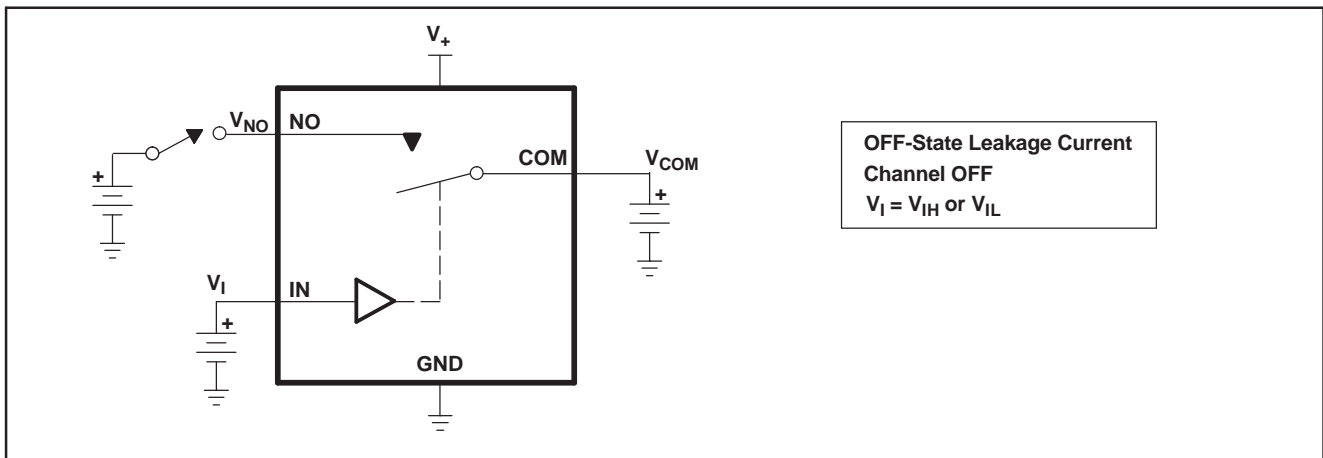 V+
VNO NO
COM VCOM
+
+
VI IN
+
GND
OFF-State Leakage Current
Channel OFF
VI = VIH or VIL